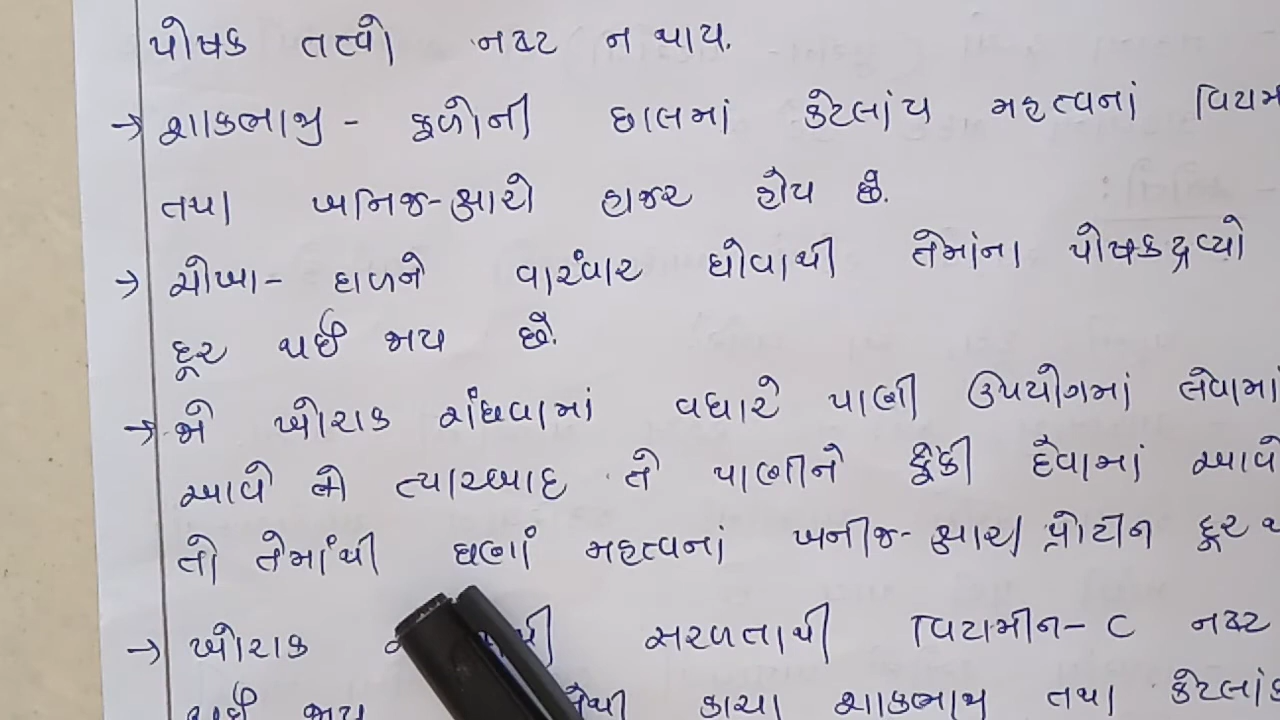 પોષક તત્વો નષ્ટ ન થાય.
→ શાકભાજી - ફળોની છાલમાં કેટલાંય મહત્વનાં વિટામ
તથા ખનિજ-ક્ષારો હાજર હોય છે.
→ ચોખા - દાળને વારંવાર ધોવાથી તેમાંના પોષકદ્રવ્યો
દૂર થઈ જાય છે.
→ જો ખોરાક રાંધવામાં વધારે પાણી ઉપયોગમાં લેવામાં
આવે ને ત્યારબાદ તે પાણીને ફેંકી દેવામાં આવે
તો તેમાંથી ઘણાં મહત્વનાં ખનીજ-ક્ષાર/પ્રોટીન દૂર થ
→ ખોરાક સરળતાથી વિટામીન-C નષ્ટ
થઈ જાય તેથી કાચા શાકભાજી તથા કેટલાંક